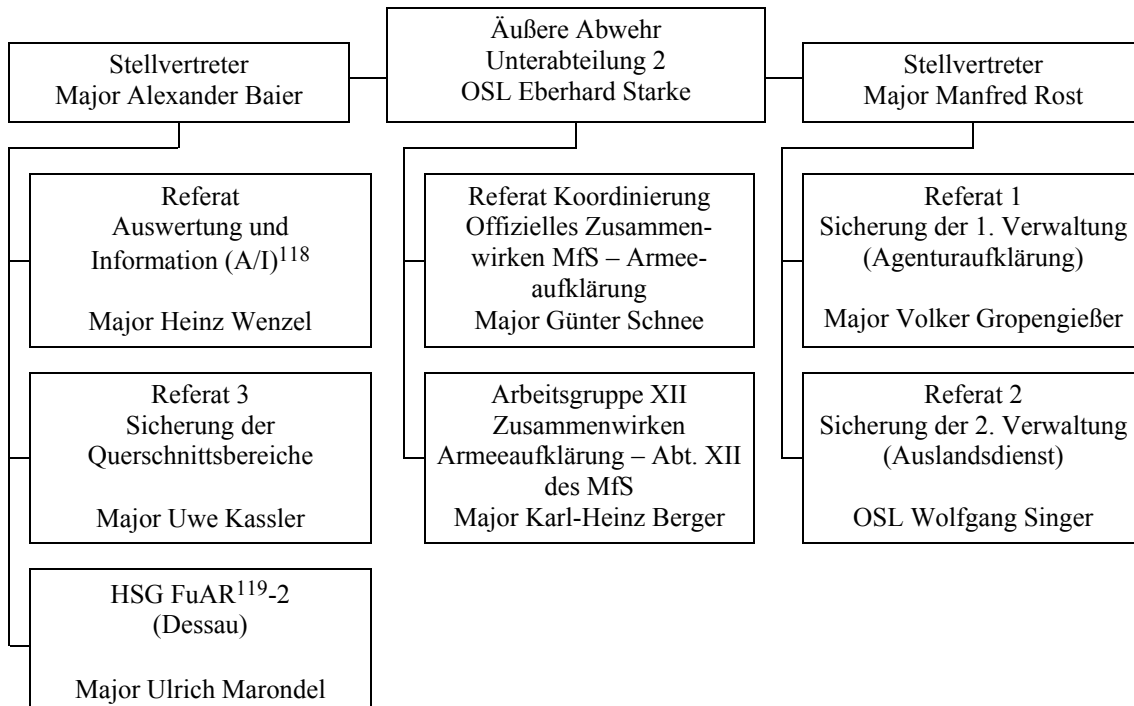 Äußere Abwehr
Unterabteilung 2
OSL Eberhard Starke
Stellvertreter
Major Alexander Baier
Stellvertreter
Major Manfred Rost
Referat
Auswertung und
Information (A/I)118
Major Heinz Wenzel
Referat 3
Sicherung der
Querschnittsbereiche
Major Uwe Kassler
HSG FuAR119-2
(Dessau)
Major Ulrich Marondel
Referat Koordinierung
Offizielles Zusammen-
wirken MfS – Armee-
aufklärung
Major Günter Schnee
Arbeitsgruppe XII
Zusammenwirken
Armeeaufklärung – Abt. XII
des MfS
Major Karl-Heinz Berger
Referat 1
Sicherung der 1. Verwaltung
(Agenturaufklärung)
Major Volker Gropengießer
Referat 2
Sicherung der 2. Verwaltung
(Auslandsdienst)
OSL Wolfgang Singer